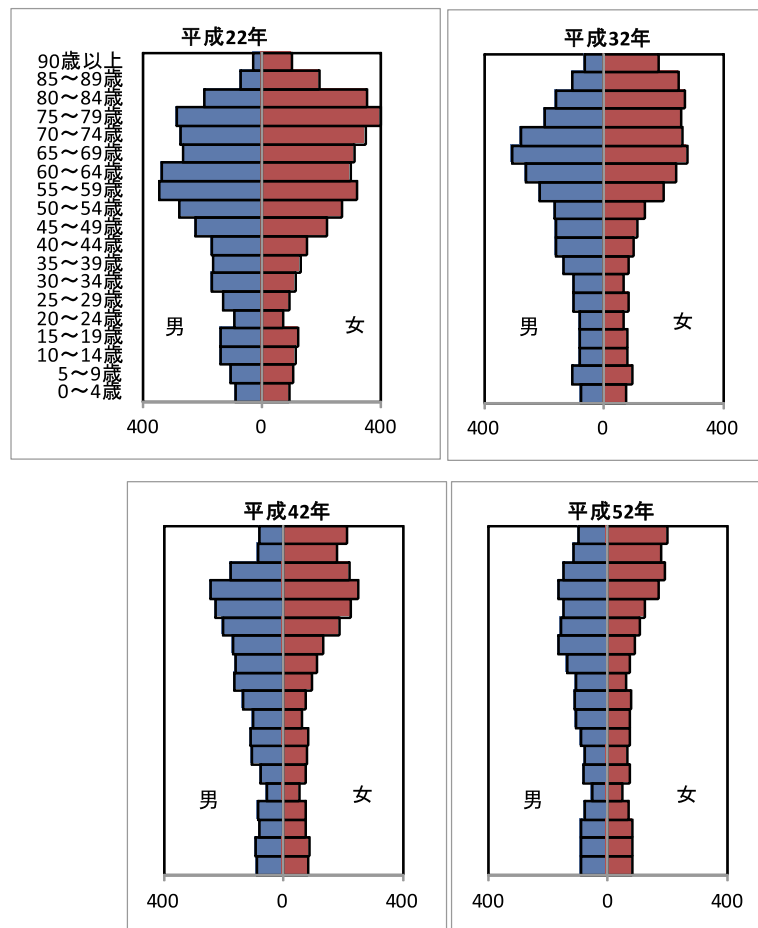 平成22年
90歳以上
85～89歳
80～84歳
75～79歳
70～74歳
65～69歳
60～64歳
55～59歳
50～54歳
45～49歳
40～44歳
35～39歳
30～34歳
25～29歳
20～24歳
15～19歳
10～14歳
5～9歳
0～4歳
男
女
400 0 400
平成32年
男
女
400 0 400
平成42年
男
女
400 0 400
平成52年
男
女
400 0 400